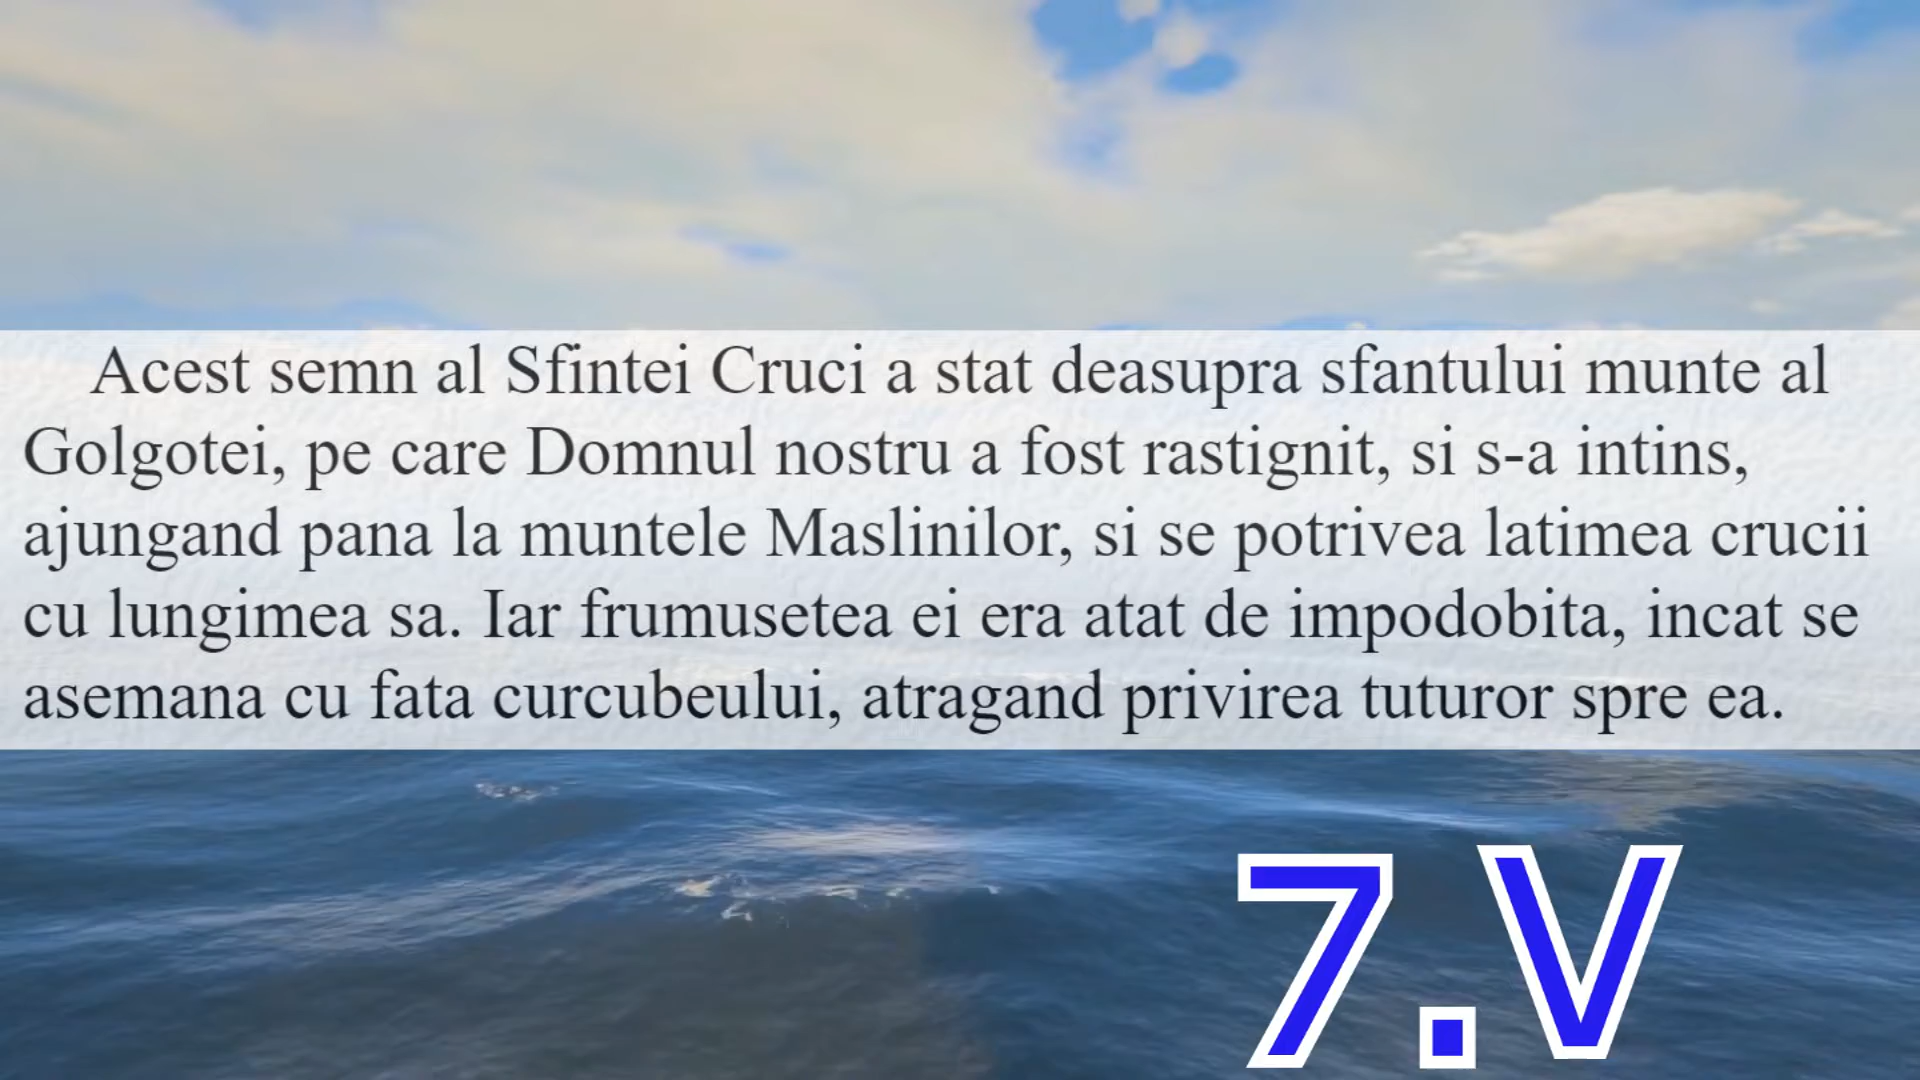 Acest semn al Sfintei Cruci a stat deasupra sfantului munte al
Golgotei, pe care Domnul nostru a fost rastignit, si s-a intins,
ajungand pana la muntele Maslinilor, si se potrivea latimea crucii
cu lungimea sa. Iar frumusetea ei era atat de impodobita, incat se
asemana cu fata curcubeului, atragand privirea tuturor spre ea.
7.V